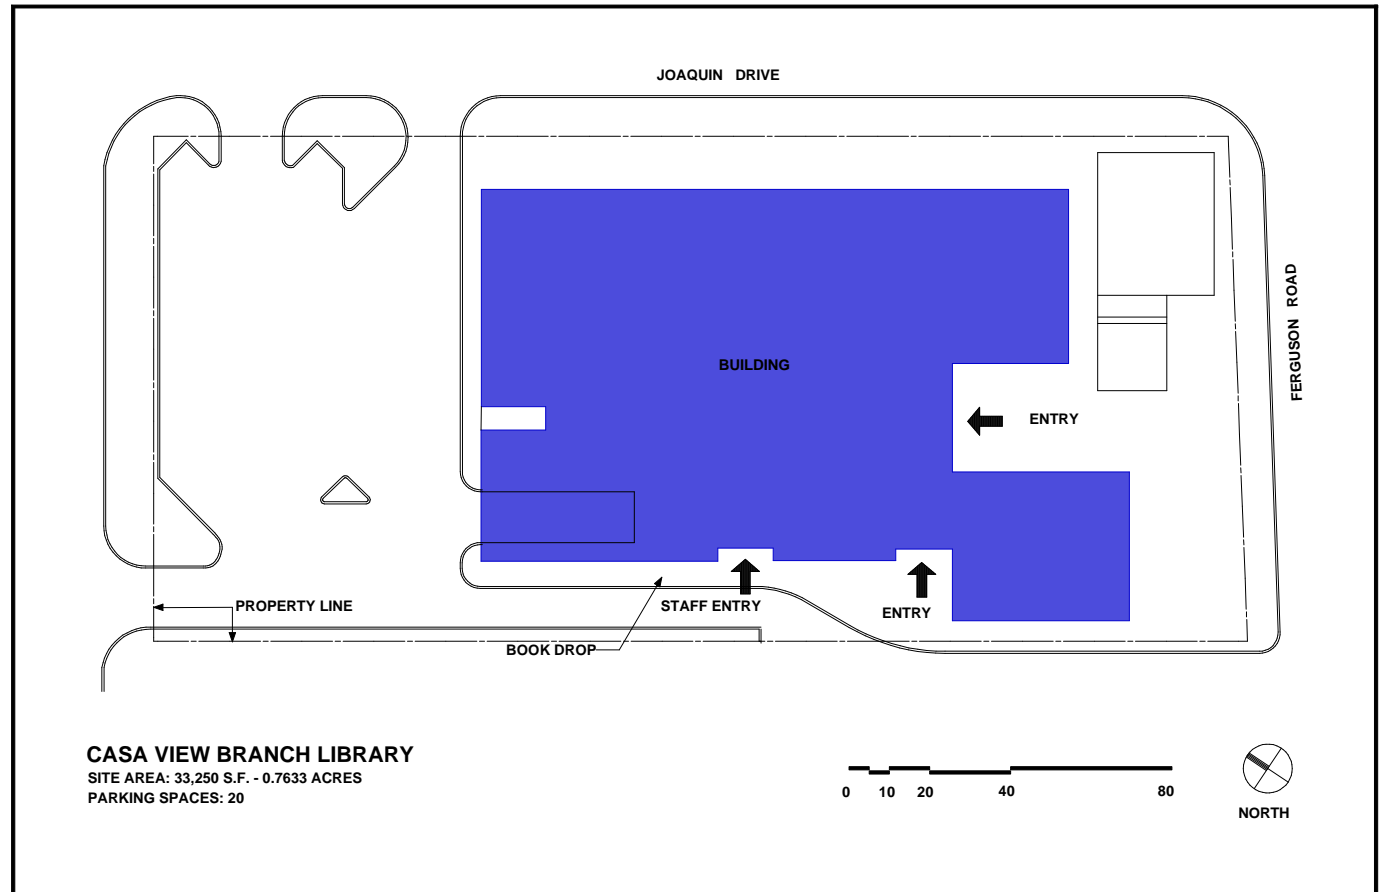 JOAQUIN DRIVE
FERGUSON ROAD
BUILDING
ENTRY
PROPERTY LINE
STAFF ENTRY
ENTRY
BOOK DROP
CASA VIEW BRANCH LIBRARY
SITE AREA: 33,250 S.F. - 0.7633 ACRES
PARKING SPACES: 20
0 10 20 40 80
NORTH